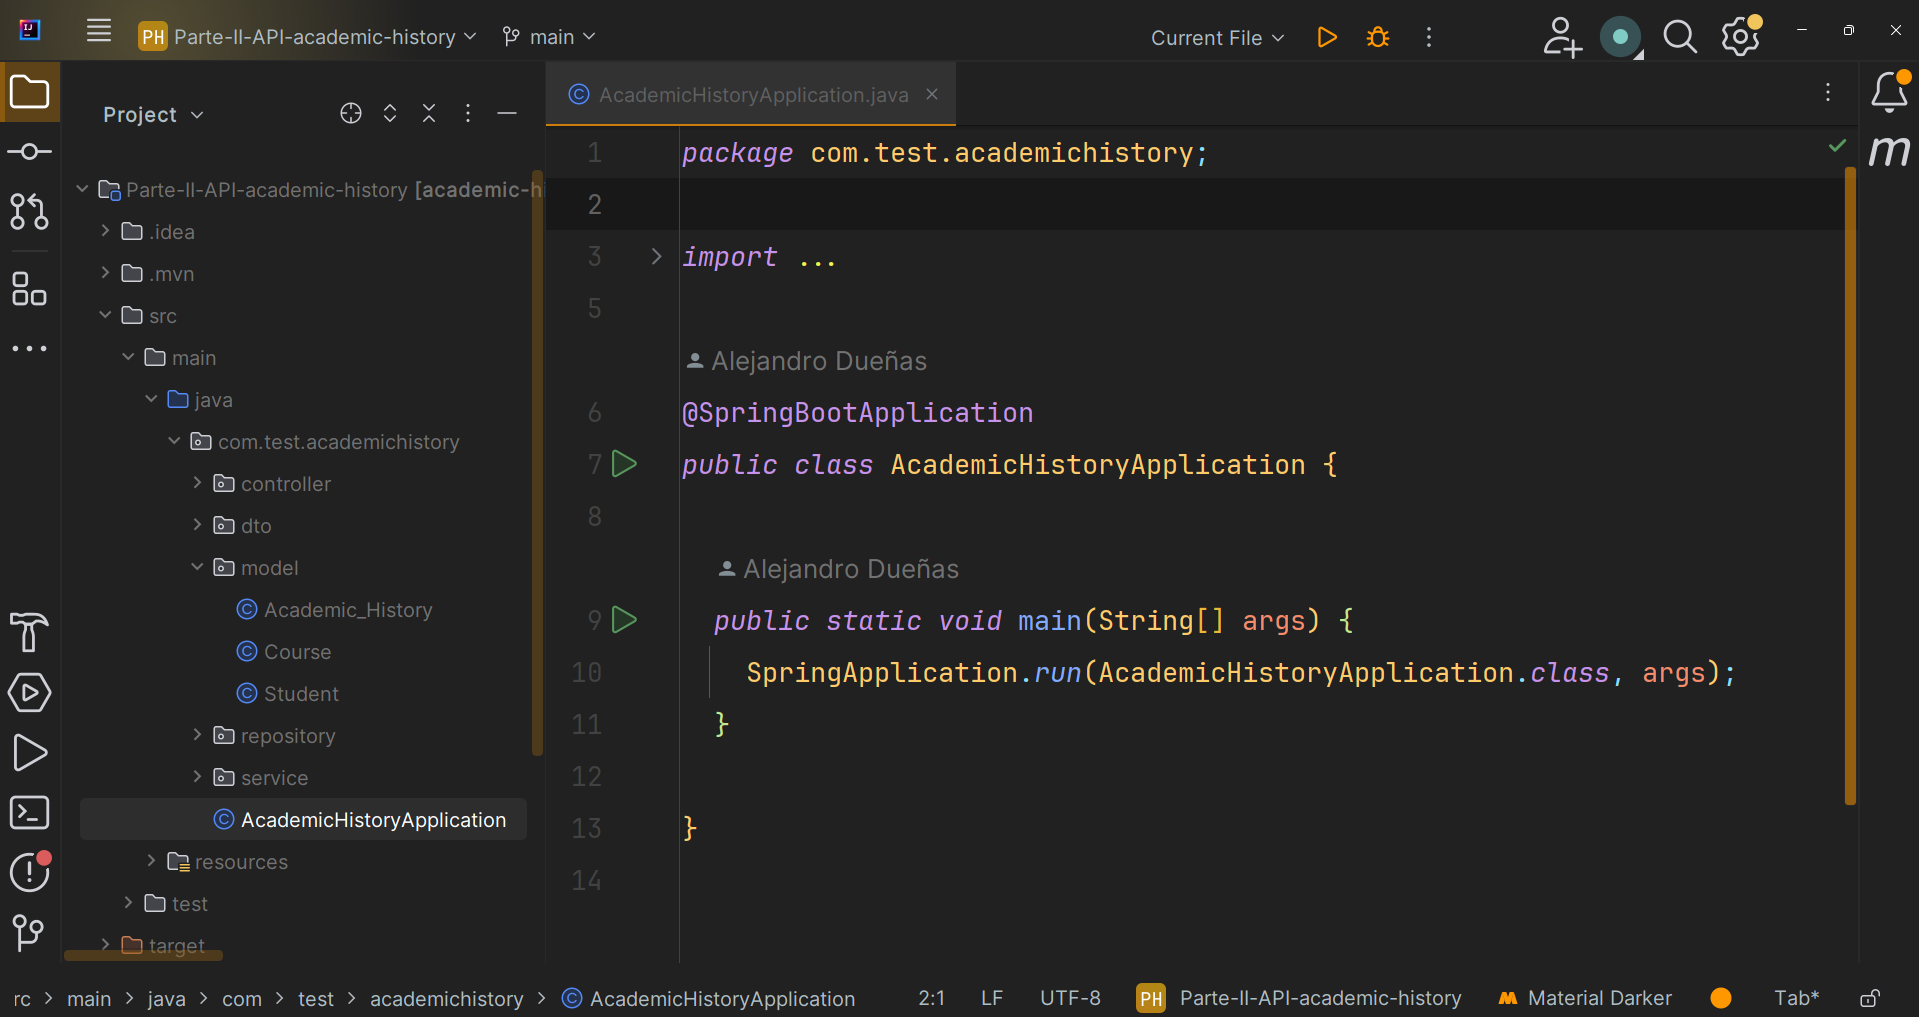 PH Parte-II-API-academic-history main Current File
Project
AcademicHistoryApplication.java
Parte-II-API-academic-history [academic-h
.idea
.mvn
src
main
java
com.test.academichistory
controller
dto
model
Academic_History
Course
Student
repository
service
AcademicHistoryApplication
resources
test
target
1 package com.test.academichistory;
2
3 import ...
5
Alejandro Dueñas
6 @SpringBootApplication
7 public class AcademicHistoryApplication {
8
Alejandro Dueñas
9 public static void main(String[] args) {
10 SpringApplication.run(AcademicHistoryApplication.class, args);
11 }
12
13 }
14
rc > main > java > com > test > academichistory > AcademicHistoryApplication 2:1 LF UTF-8 PH Parte-II-API-academic-history Material Darker Tab*